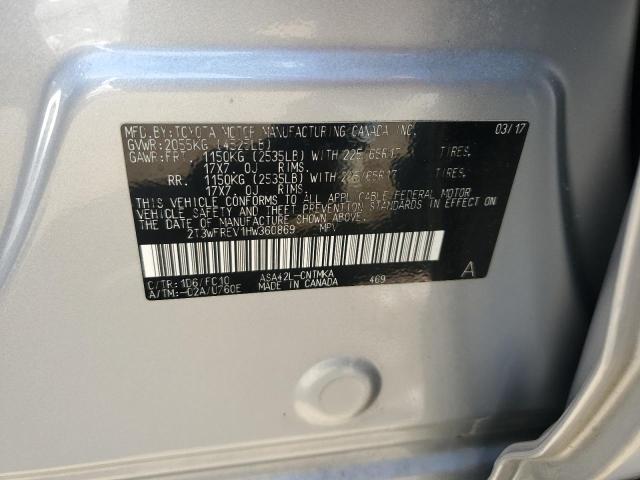 MFD.BY:TOYOTA MOTOR MANUFACTURING CANADA INC. 03/17
GVWR:2055KG (4525LB)
GAWR:FRT. 1150KG (2535LB) WITH 225/65R17 TIRES,
17X7.0J RIMS.
RR. 1150KG (2535LB) WITH 225/65R17 TIRES,
17X7.0J RIMS.
THIS VEHICLE CONFORMS TO ALL APPLICABLE FEDERAL MOTOR
VEHICLE SAFETY AND THEFT PREVENTION STANDARDS IN EFFECT ON
THE DATE OF MANUFACTURE SHOWN ABOVE.
2T3WFREV1HW360869 MPV
C/TR:1D6/FC10 ASA42L-CNTMKA
A/TM:-02A/U760E MADE IN CANADA 469 A